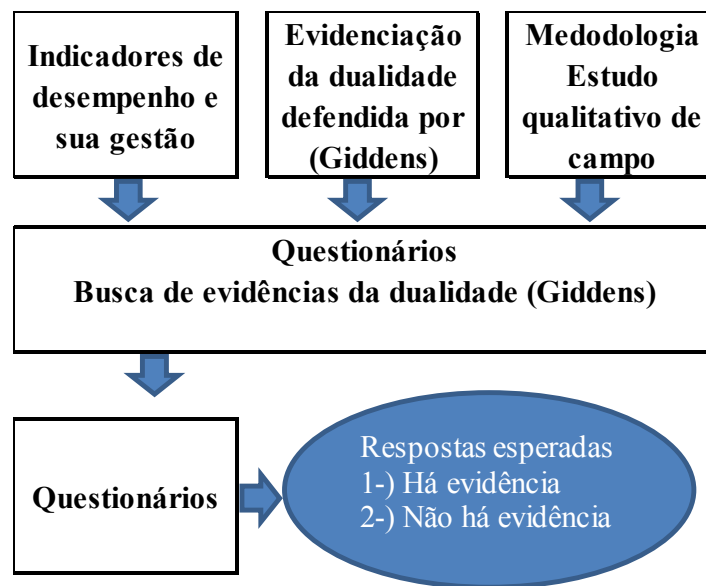 Indicadores de
desempenho e
sua gestão
Evidenciação
da dualidade
defendida por
(Giddens)
Medodologia
Estudo
qualitativo de
campo
Questionários
Busca de evidências da dualidade (Giddens)
Questionários
Respostas esperadas
1-) Há evidência
2-) Não há evidência